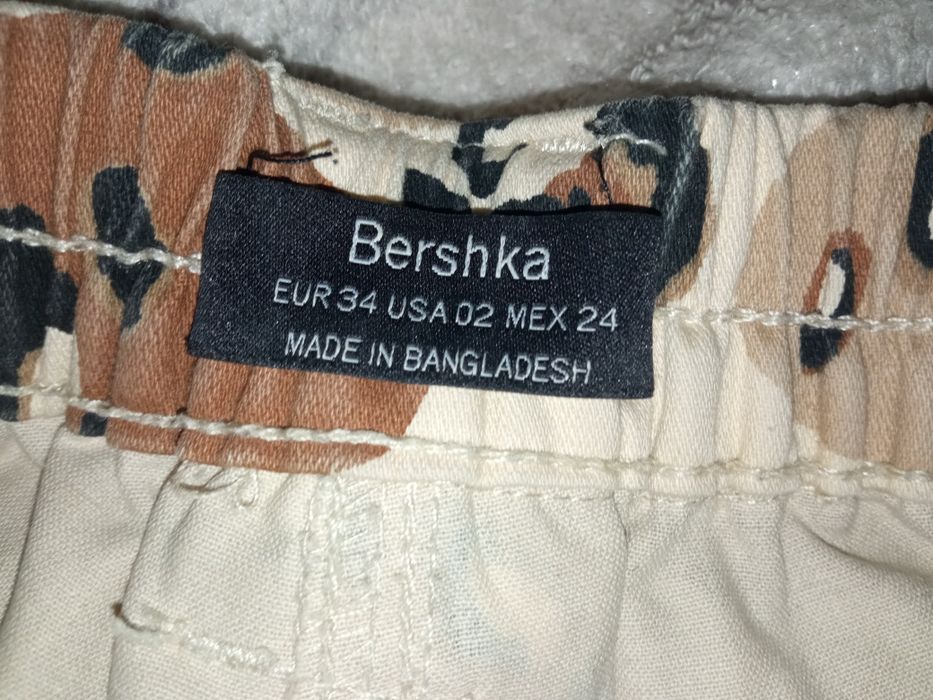 Bershka
EUR 34 USA 02 MEX 24
MADE IN BANGLADESH